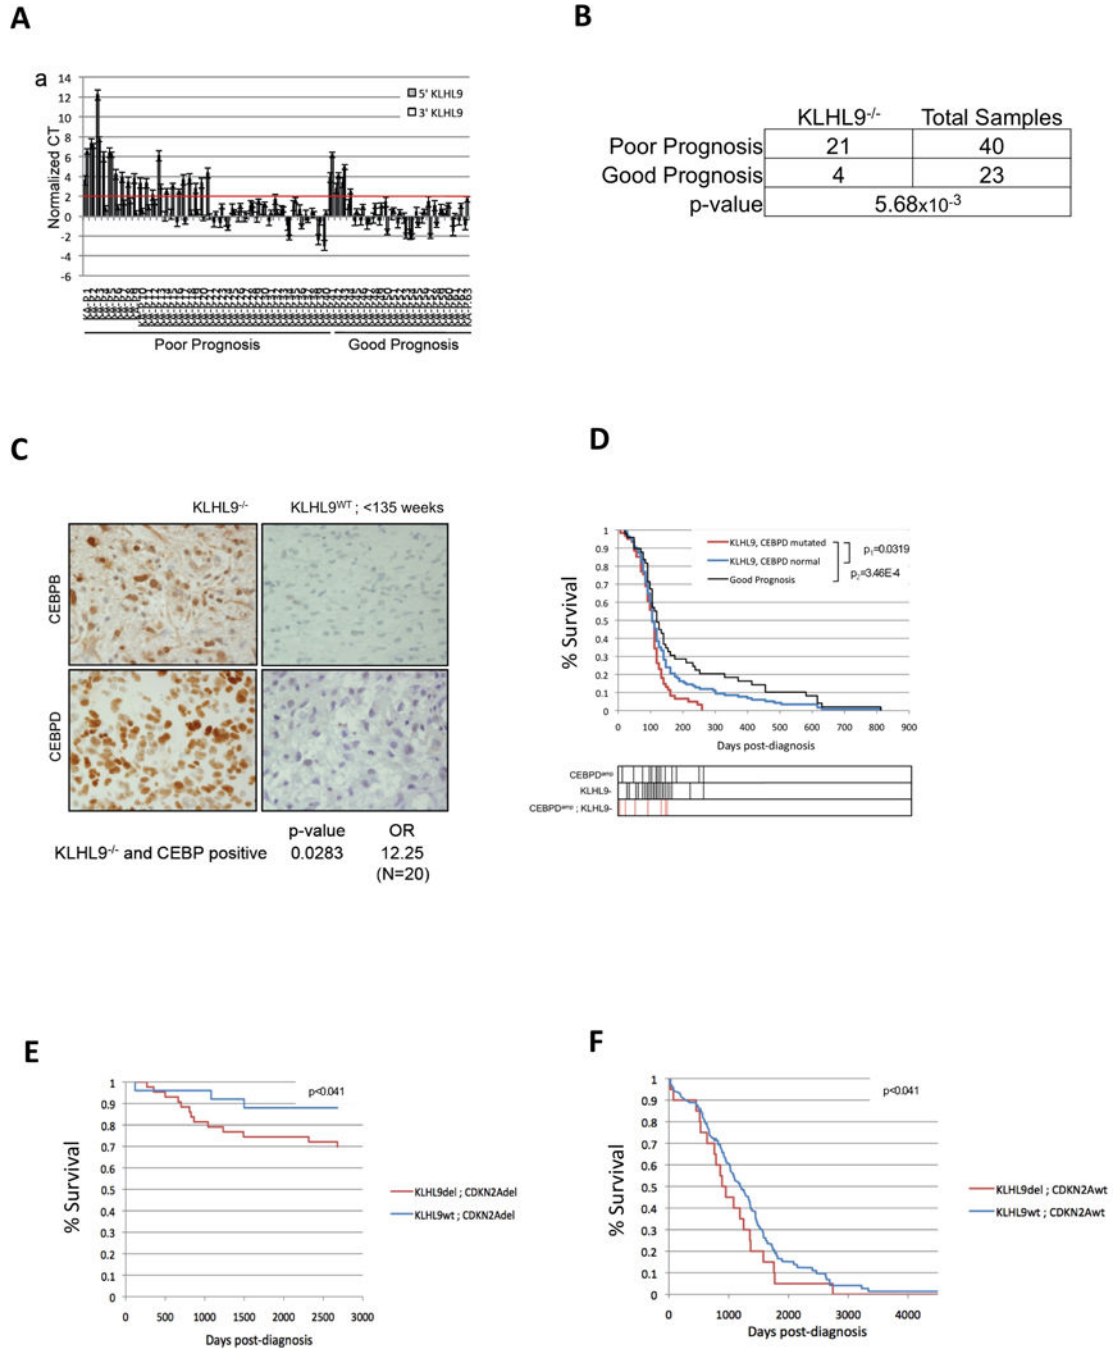 A
a
14
12
10
8
6
4
2
0
-2
-4
-6
Normalized CT
5' KLHL9
3' KLHL9
Poor Prognosis
Good Prognosis
B
KLHL9-/-
Total Samples
Poor Prognosis 21 40
Good Prognosis 4 23
p-value 5.68x10-3
C
KLHL9-/-
KLHL9WT ; <135 weeks
CEBPB
CEBPD
p-value OR
KLHL9-/- and CEBP positive 0.0283 12.25
(N=20)
D
% Survival
1
0.9
0.8
0.7
0.6
0.5
0.4
0.3
0.2
0.1
0
KLHL9, CEBPD mutated
KLHL9, CEBPD normal
Good Prognosis
p1=0.0319
p2=3.46E-4
0 100 200 300 400 500 600 700 800 900
Days post-diagnosis
CEBPDamp
KLHL9-
CEBPDamp ; KLHL9-
E
% Survival
1
0.9
0.8
0.7
0.6
0.5
0.4
0.3
0.2
0.1
0
p<0.041
KLHL9del ; CDKN2Adel
KLHL9wt ; CDKN2Adel
0 500 1000 1500 2000 2500 3000
Days post-diagnosis
F
% Survival
1
0.9
0.8
0.7
0.6
0.5
0.4
0.3
0.2
0.1
0
p<0.041
KLHL9del ; CDKN2Awt
KLHL9wt ; CDKN2Awt
0 1000 2000 3000 4000
Days post-diagnosis